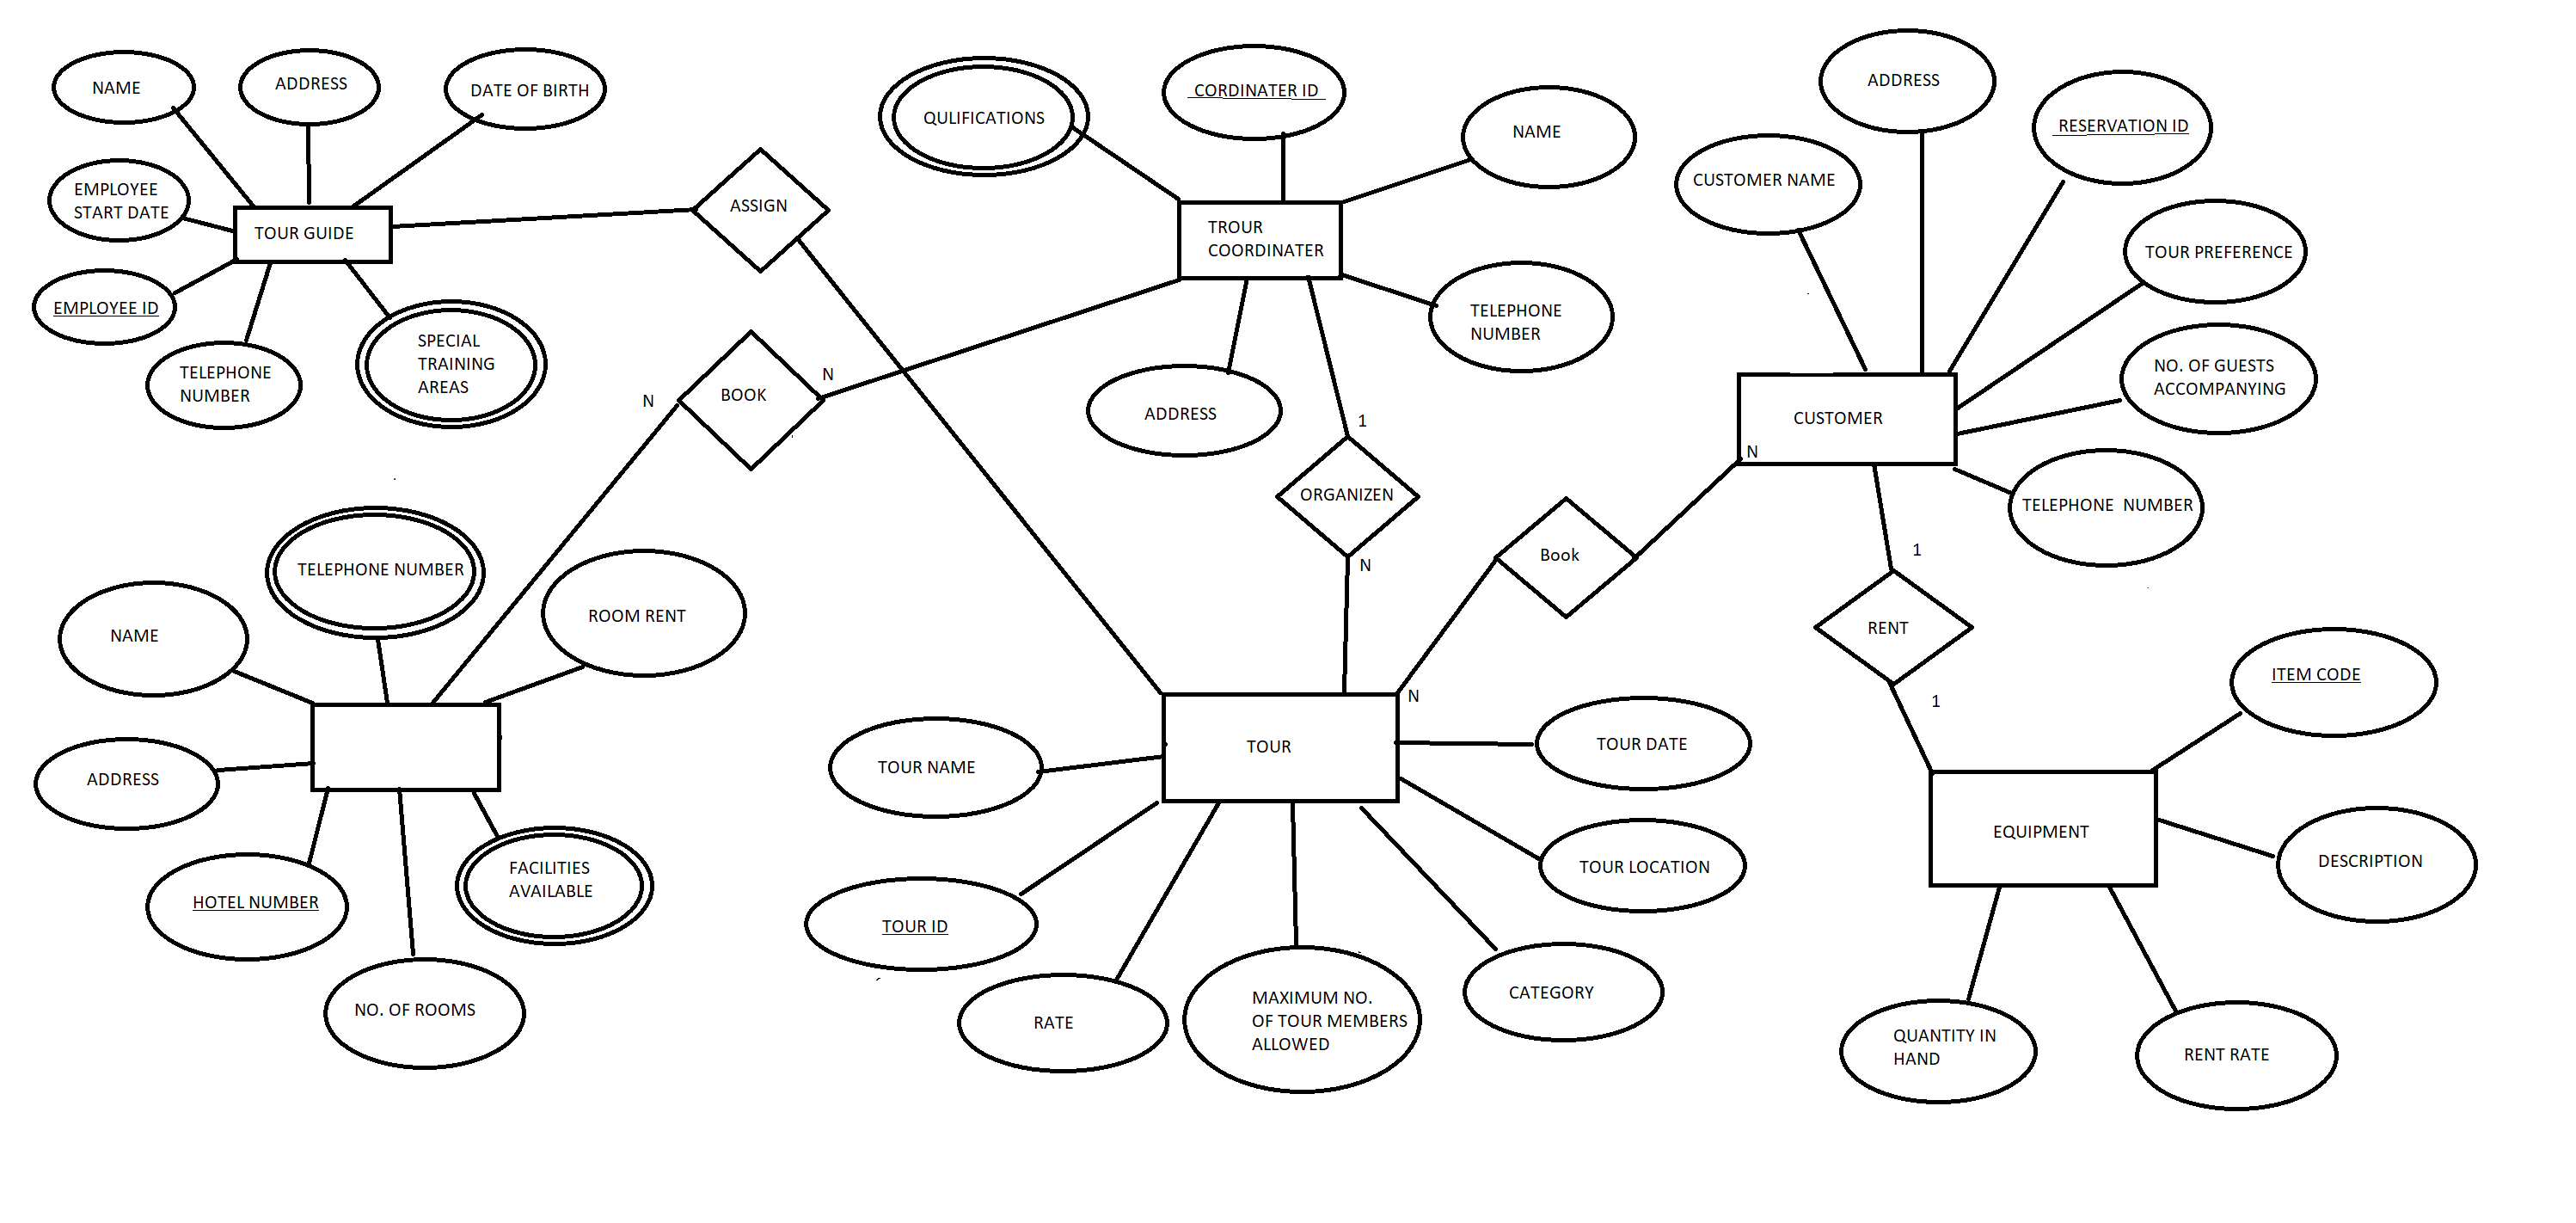 NAME
ADDRESS
DATE OF BIRTH
EMPLOYEE
START DATE
TOUR GUIDE
EMPLOYEE ID
TELEPHONE
NUMBER
SPECIAL
TRAINING
AREAS
ASSIGN
QULIFICATIONS
CORDINATER ID
NAME
TROUR
COORDINATER
TELEPHONE
NUMBER
ADDRESS
N
BOOK
N
1
ORGANIZEN
N
ADDRESS
RESERVATION ID
CUSTOMER NAME
TOUR PREFERENCE
NO. OF GUESTS
ACCOMPANYING
CUSTOMER
N
TELEPHONE  NUMBER
Book
N
1
RENT
1
TELEPHONE NUMBER
NAME
ROOM RENT
ADDRESS
HOTEL NUMBER
FACILITIES
AVAILABLE
NO. OF ROOMS
TOUR
TOUR NAME
TOUR DATE
TOUR LOCATION
TOUR ID
RATE
MAXIMUM NO.
OF TOUR MEMBERS
ALLOWED
CATEGORY
ITEM CODE
EQUIPMENT
DESCRIPTION
QUANTITY IN
HAND
RENT RATE